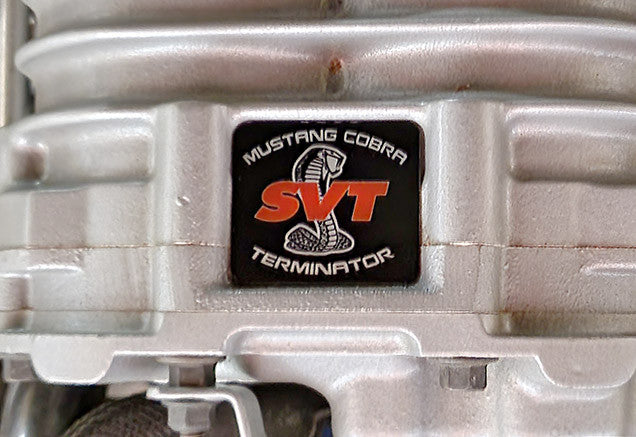 MUSTANG COBRA
SVT
TERMINATOR